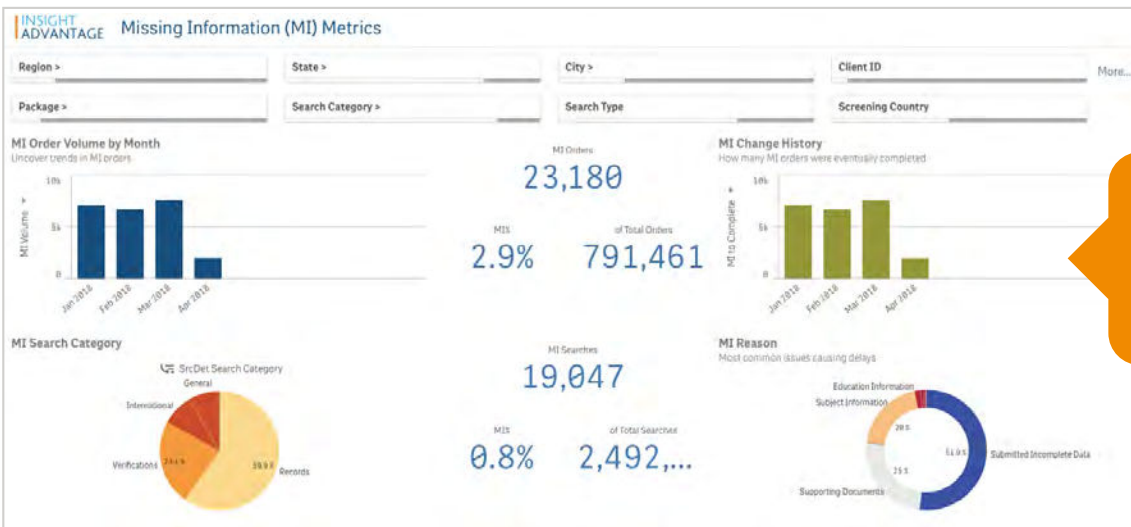 INSIGHT
ADVANTAGE
Missing Information (MI) Metrics
Region >
State >
City >
Client ID
More...
Package >
Search Category >
Search Type
Screening Country
MI Order Volume by Month
Uncover trends in MI orders
MI Volume
10k
5k
0
Jan 2018
Feb 2018
Mar 2018
Apr 2018
MI Orders
23,180
MI%
2.9%
of Total Orders
791,461
MI Change History
How many MI orders were eventually completed
MI to Complete
10k
5k
0
Jan 2018
Feb 2018
Mar 2018
Apr 2018
MI Search Category
SrcDet Search Category
General
International
Verifications
Records
MI Searches
19,047
MI%
0.8%
of Total Searches
2,492,...
MI Reason
Most common issues causing delays
Education Information
Subject Information
Supporting Documents
Submitted Incomplete Data